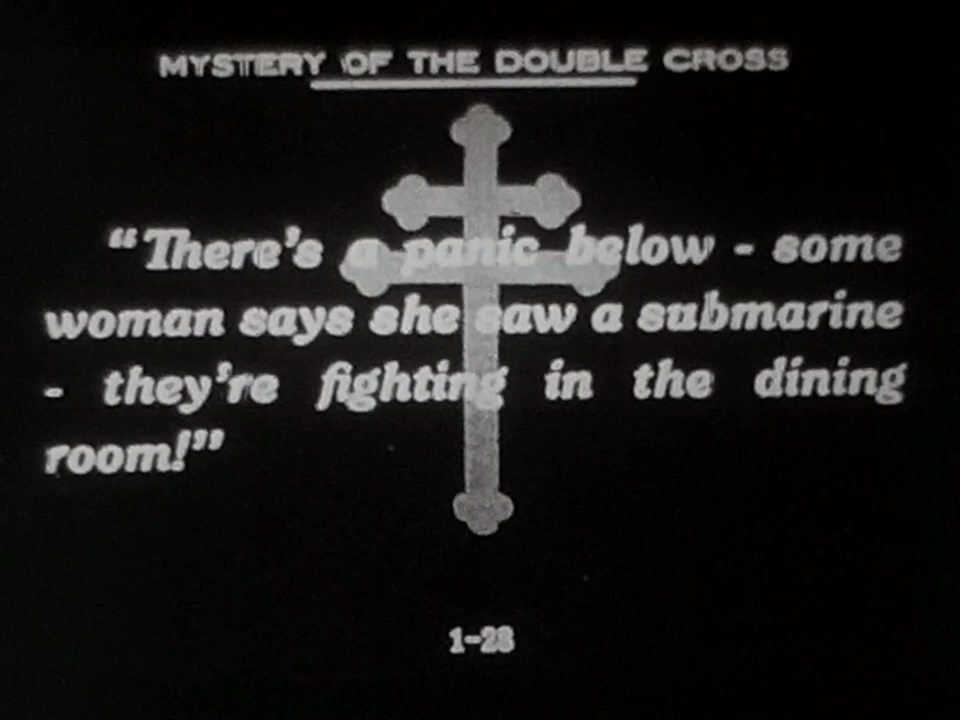 MYSTERY OF THE DOUBLE CROSS
“There's a panic below - some
woman says she saw a submarine
- they're fighting in the dining
room!”
1-28